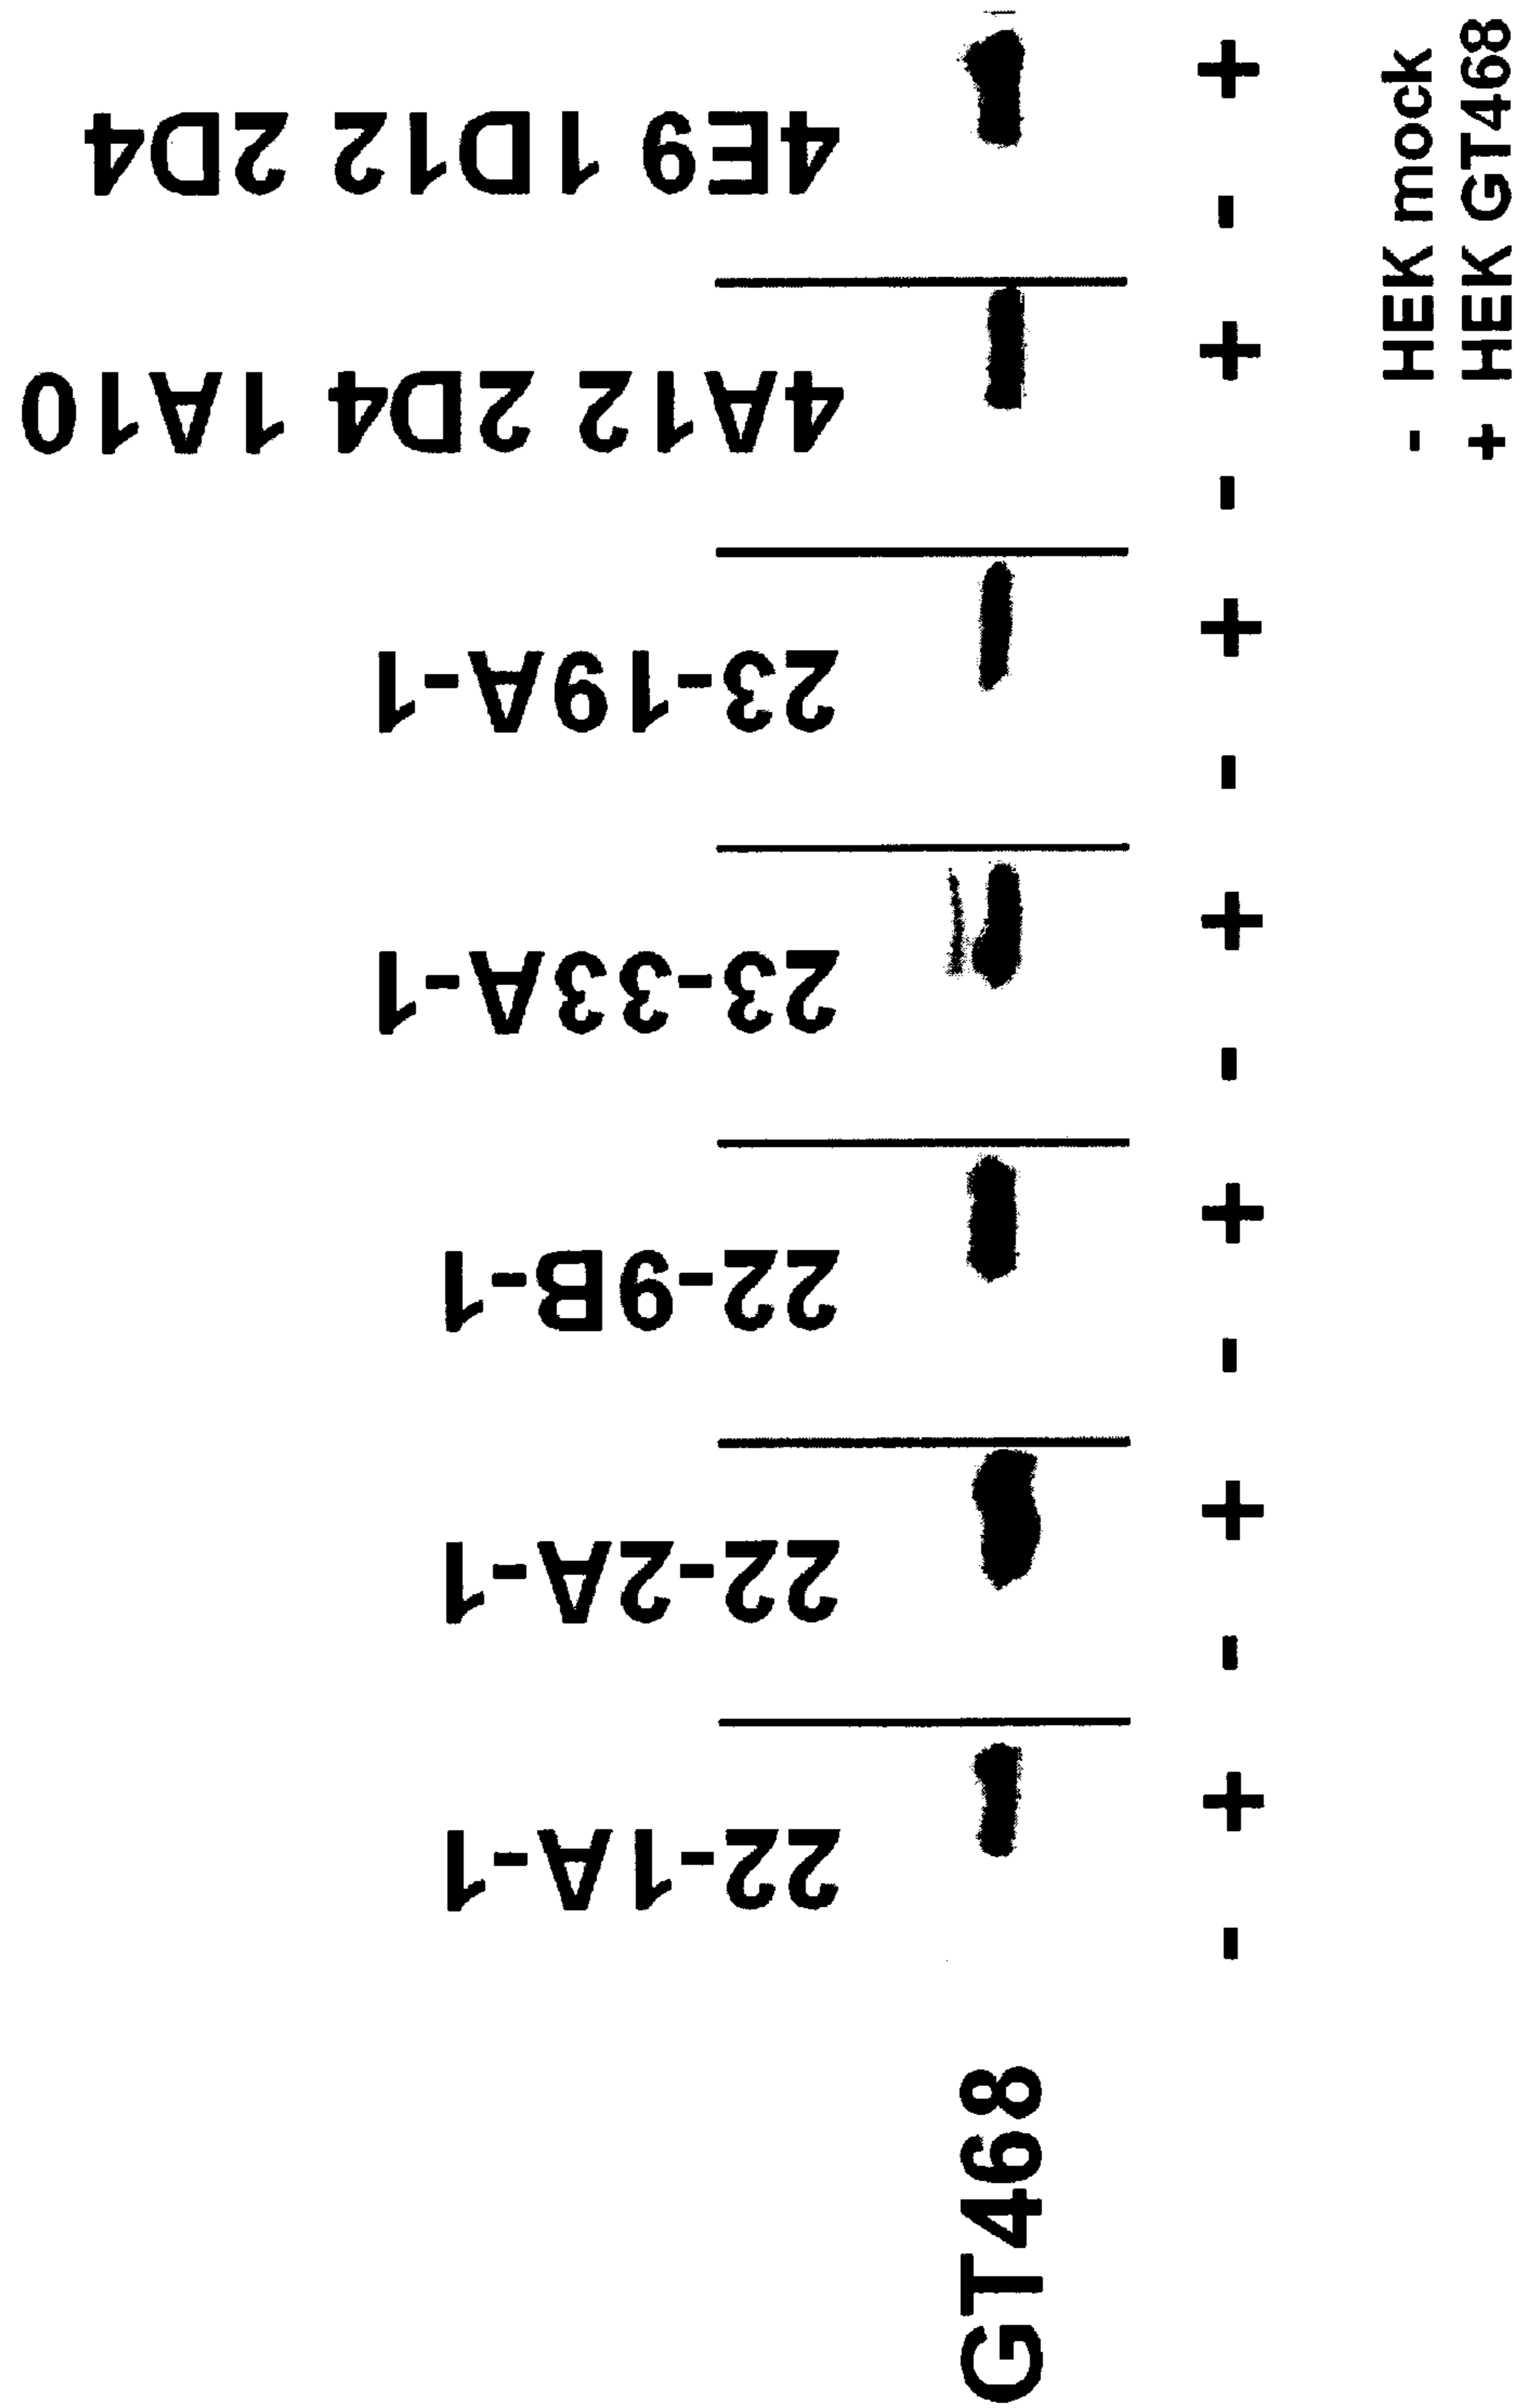 22-1A-1
22-2A-1
22-9B-1
23-33A-1
23-19A-1
4A12 2D4 1A10
4E9 1D12 2D4
GT468
- + - + - + - + - + - + - +
- HEK mock
+ HEK GT468